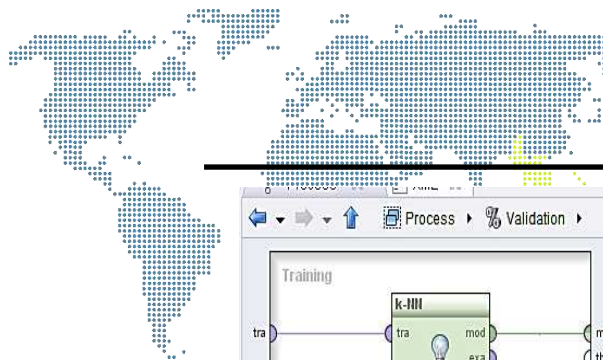 Process Validation
Training
k-NN
tra tra mod
exa